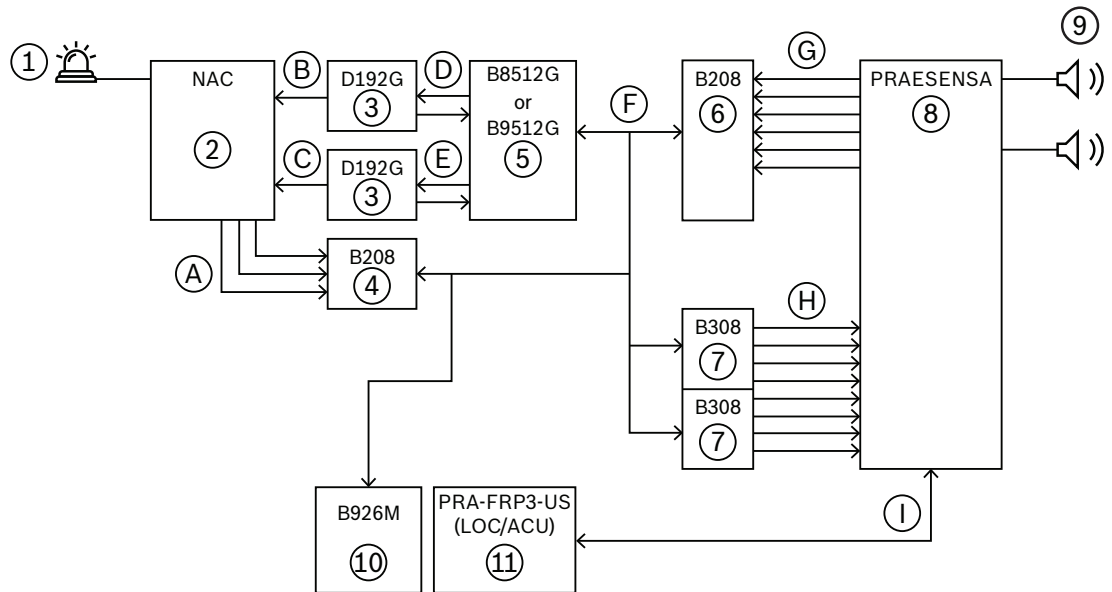 1
NAC
2
B
C
A
D192G
3
D192G
3
B208
4
D
E
B8512G
or
B9512G
5
F
B208
6
G
PRAESENSA
8
9
H
B308
7
B308
7
B926M
10
PRA-FRP3-US
(LOC/ACU)
11
I